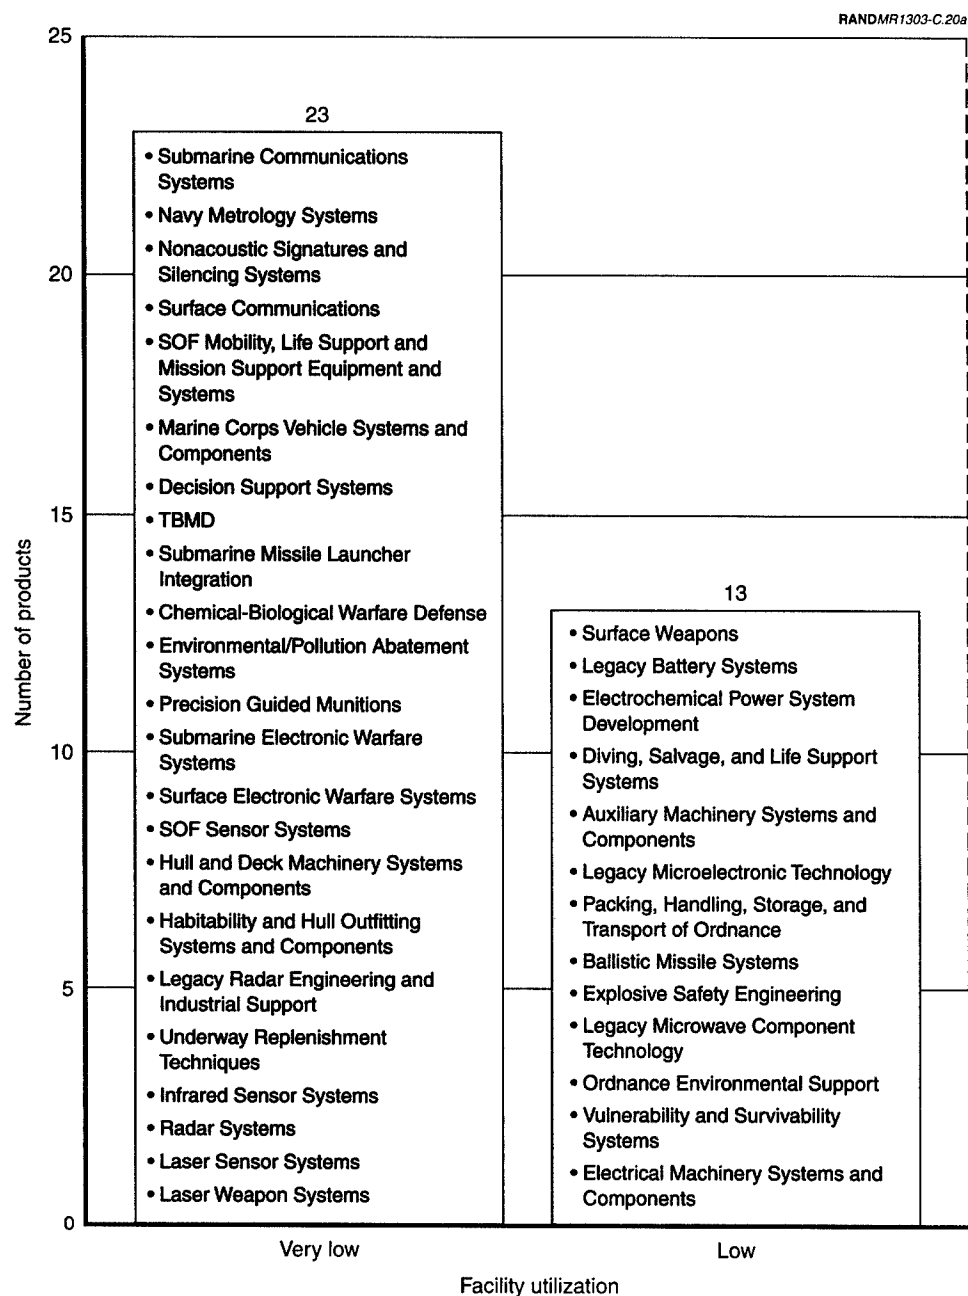 RANDMR1303-C.20a
25
23
• Submarine Communications
Systems
• Navy Metrology Systems
• Nonacoustic Signatures and
Silencing Systems
20
• Surface Communications
• SOF Mobility, Life Support and
Mission Support Equipment and
Systems
• Marine Corps Vehicle Systems and
Components
• Decision Support Systems
15
• TBMD
• Submarine Missile Launcher
Integration
• Chemical-Biological Warfare Defense
• Environmental/Pollution Abatement
Systems
• Precision Guided Munitions
• Submarine Electronic Warfare
Systems
10
• Surface Electronic Warfare Systems
• SOF Sensor Systems
• Hull and Deck Machinery Systems
and Components
• Habitability and Hull Outfitting
Systems and Components
• Legacy Radar Engineering and
Industrial Support
5
• Underway Replenishment
Techniques
• Infrared Sensor Systems
• Radar Systems
• Laser Sensor Systems
• Laser Weapon Systems
0
13
• Surface Weapons
• Legacy Battery Systems
• Electrochemical Power System
Development
• Diving, Salvage, and Life Support
Systems
• Auxiliary Machinery Systems and
Components
• Legacy Microelectronic Technology
• Packing, Handling, Storage, and
Transport of Ordnance
• Ballistic Missile Systems
• Explosive Safety Engineering
• Legacy Microwave Component
Technology
• Ordnance Environmental Support
• Vulnerability and Survivability
Systems
• Electrical Machinery Systems and
Components
Number of products
Very low
Low
Facility utilization